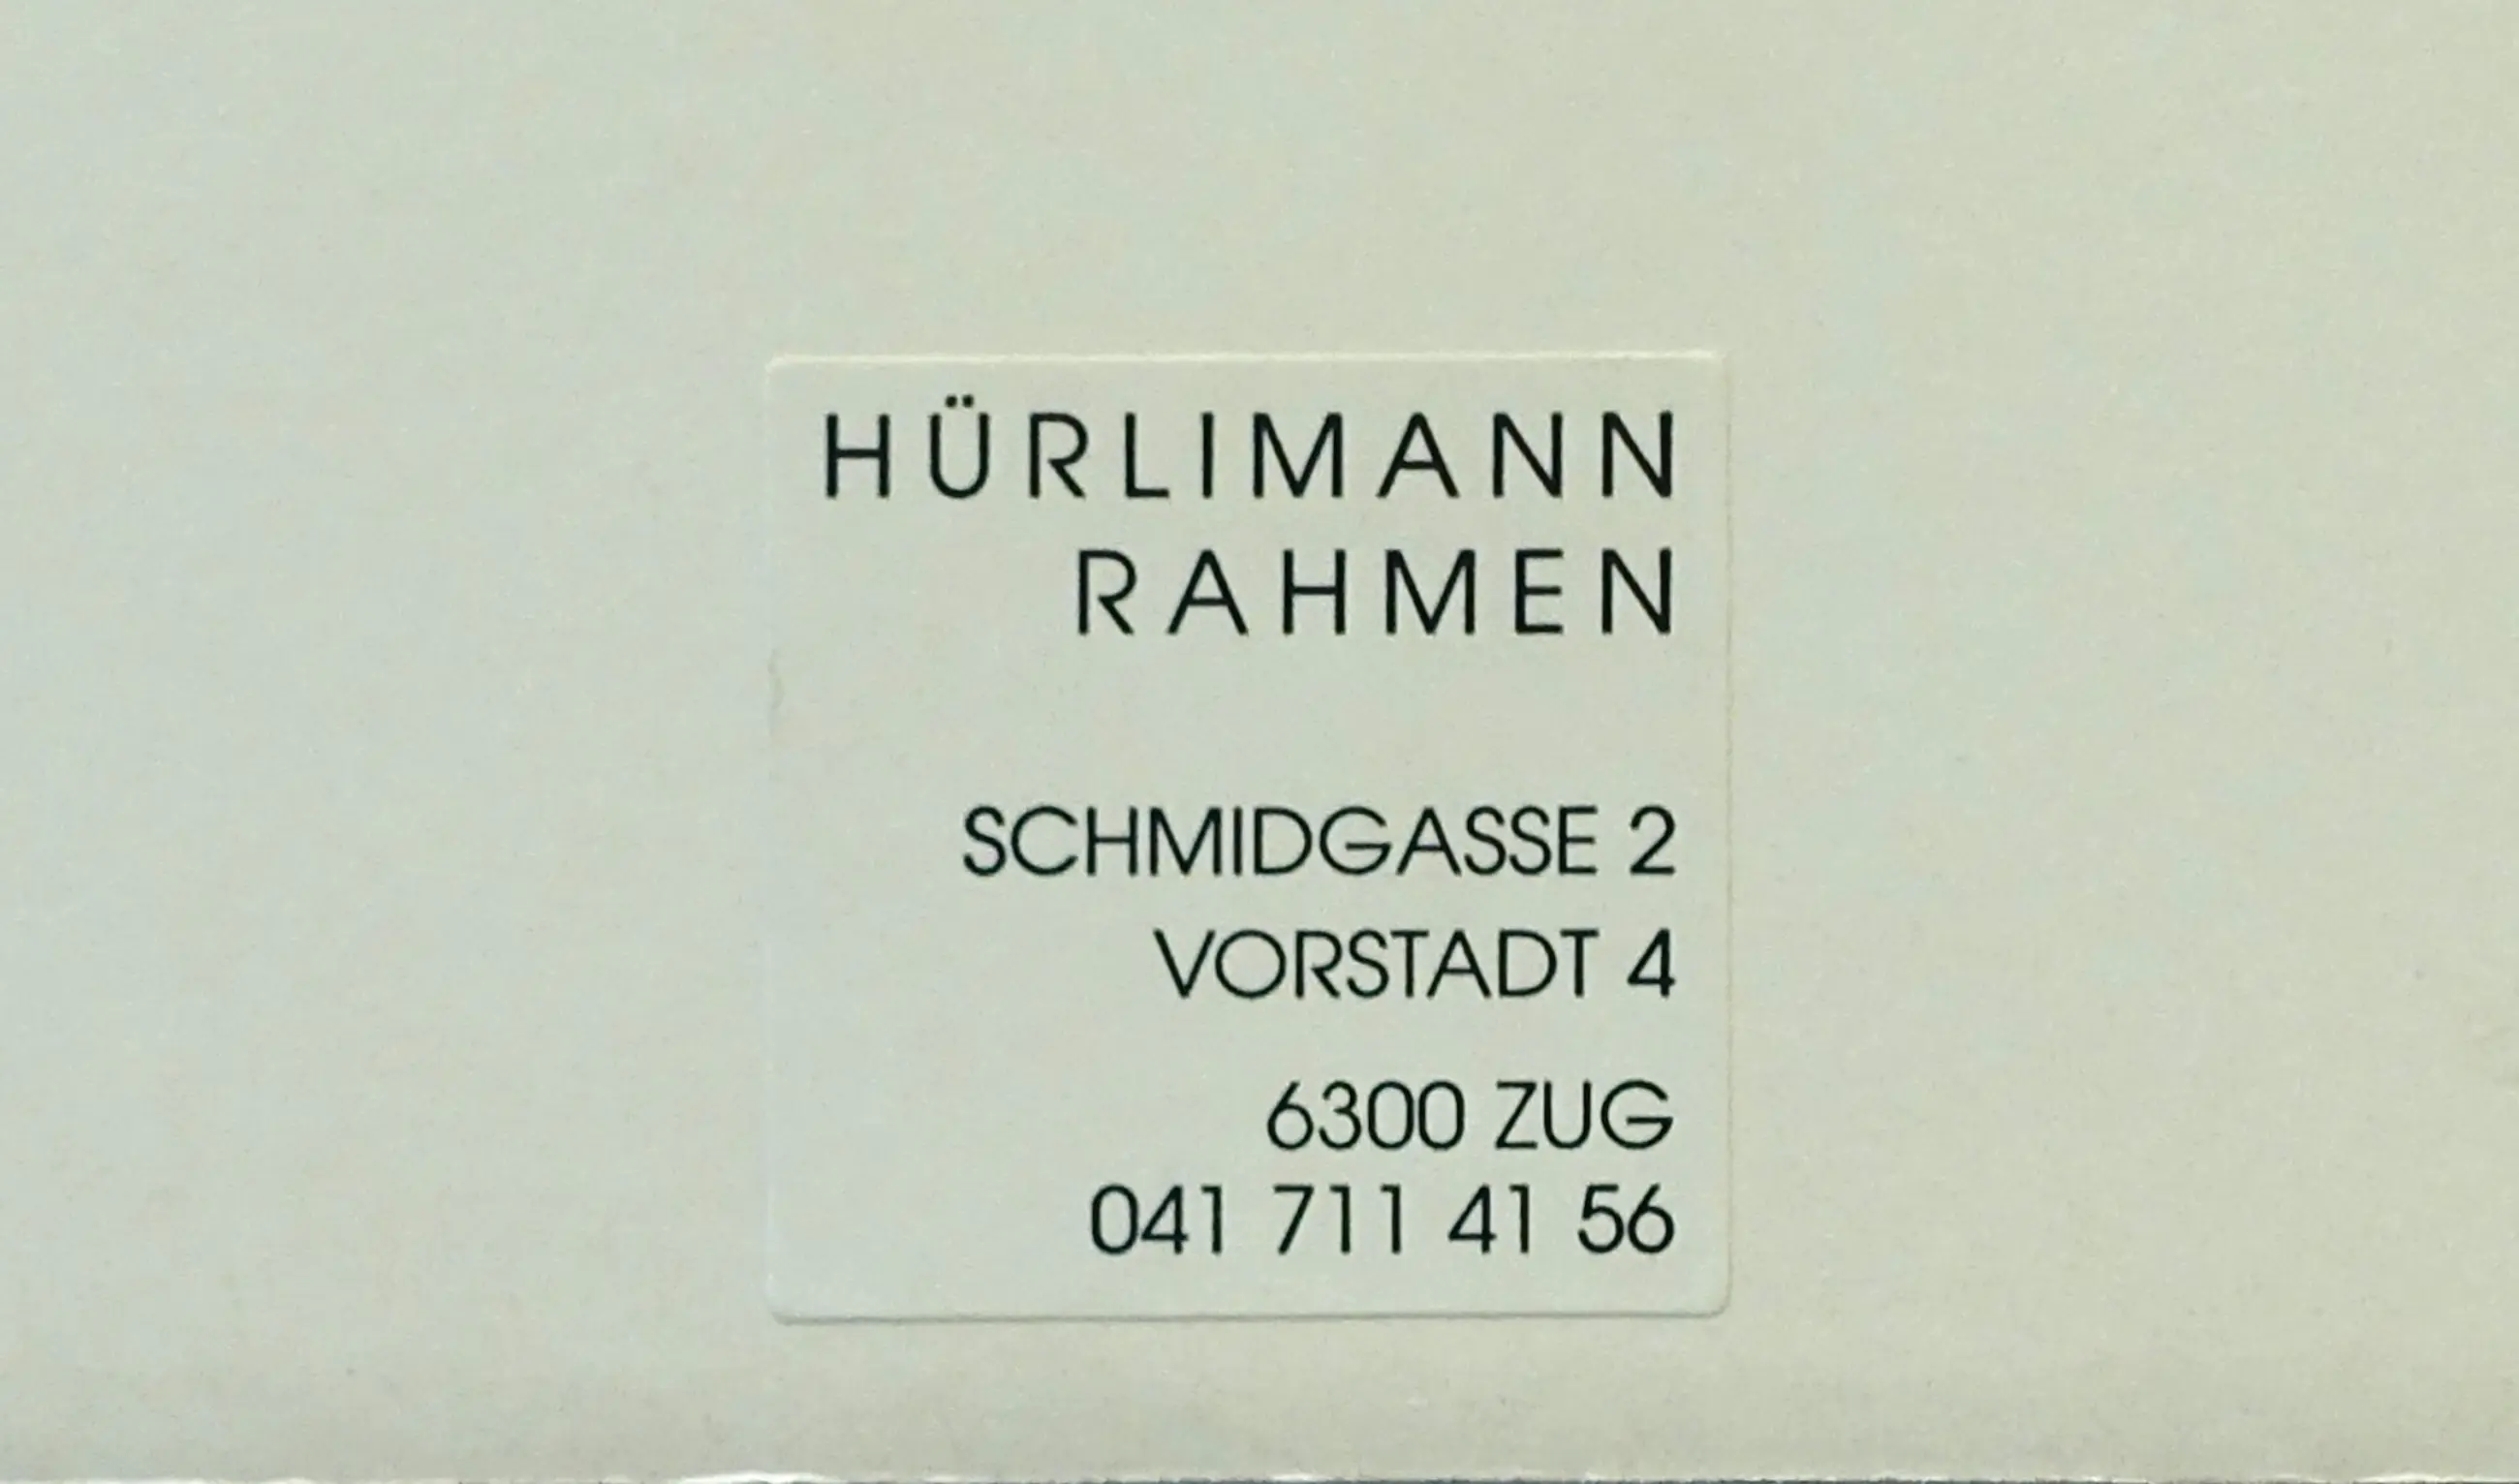 HÜRLIMANN
RAHMEN
SCHMIDGASSE 2
VORSTADT 4
6300 ZUG
041 711 41 56